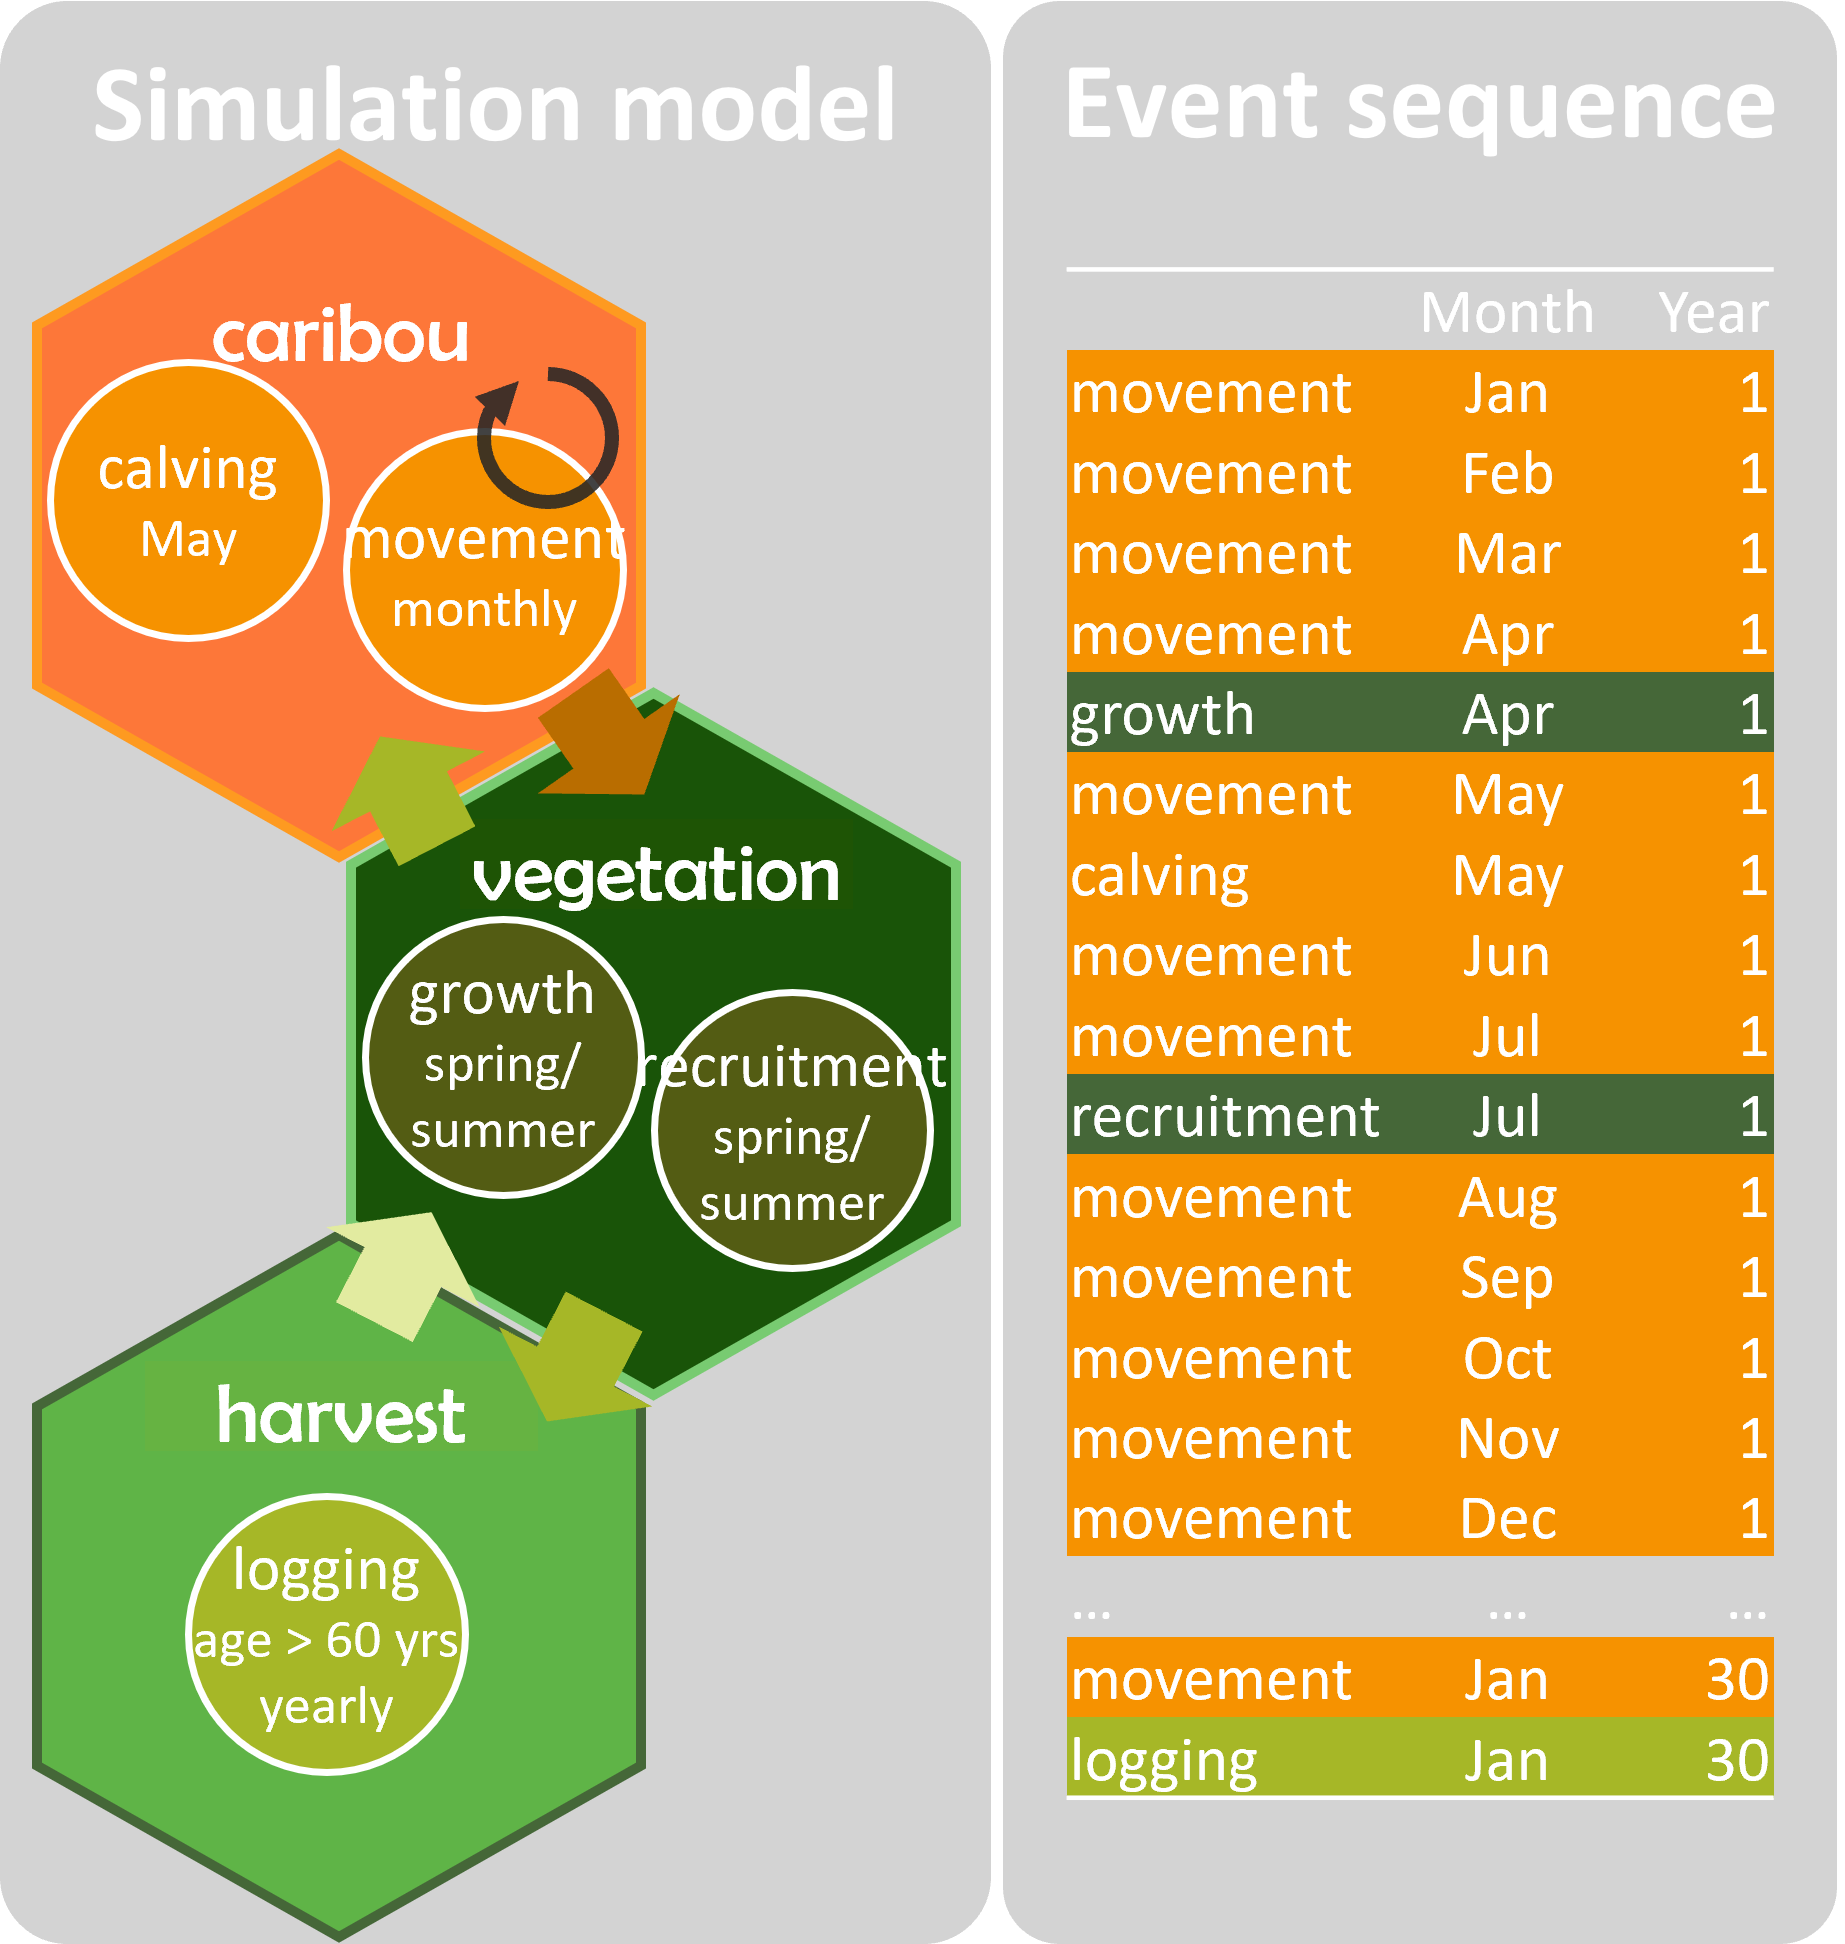 Simulation model
caribou
calving
May
movement
monthly
vegetation
growth
spring/
summer
recruitment
spring/
summer
harvest
logging
age > 60 yrs
yearly
Event sequence
Month Year
movement Jan 1
movement Feb 1
movement Mar 1
movement Apr 1
growth Apr 1
movement May 1
calving May 1
movement Jun 1
movement Jul 1
recruitment Jul 1
movement Aug 1
movement Sep 1
movement Oct 1
movement Nov 1
movement Dec 1
... ... ...
movement Jan 30
logging Jan 30